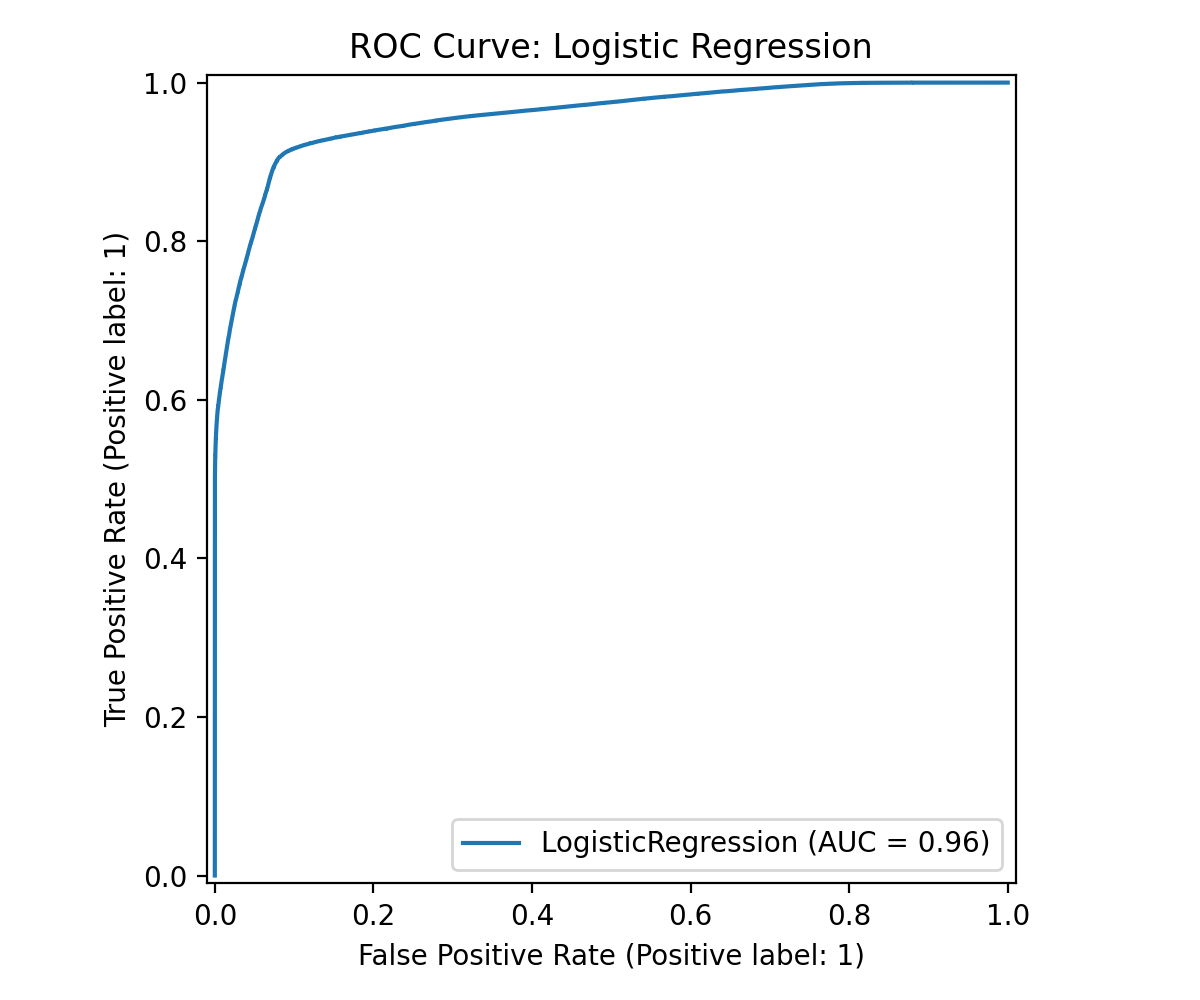 ROC Curve: Logistic Regression
True Positive Rate (Positive label: 1)
1.0
0.8
0.6
0.4
0.2
0.0
LogisticRegression (AUC = 0.96)
0.0 0.2 0.4 0.6 0.8 1.0
False Positive Rate (Positive label: 1)